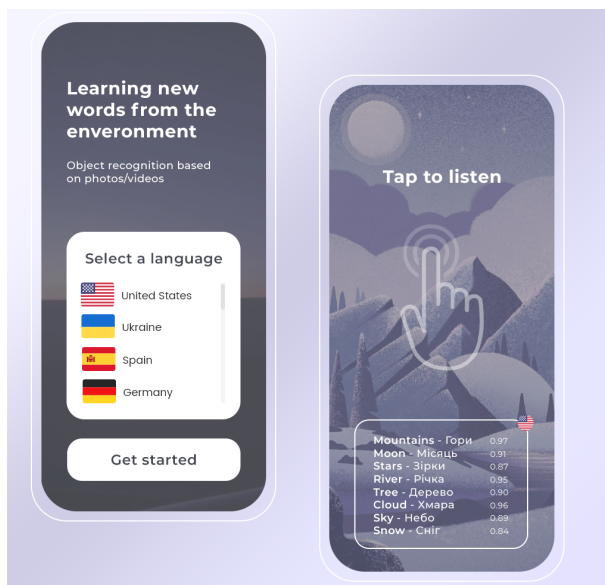 Learning new
words from the
enveronment
Object recognition based
on photos/videos
Select a language
United States
Ukraine
Spain
Germany
Get started
Tap to listen
Mountains - Гори 0.97
Moon - Місяць 0.91
Stars - Зірки 0.87
River - Річка 0.95
Tree - Дерево 0.90
Cloud - Хмара 0.96
Sky - Небо 0.89
Snow - Сніг 0.84